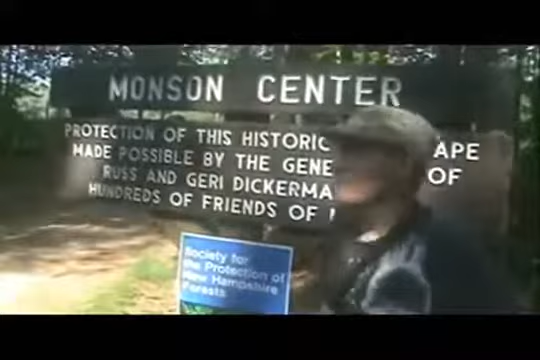 MONSON CENTER
PROTECTION OF THIS HISTORIC APE
MADE POSSIBLE BY THE GENE OF
RUSS AND GERI DICKERMA
HUNDREDS OF FRIENDS OF
Society for
the Protection of
New Hampshire
Forests